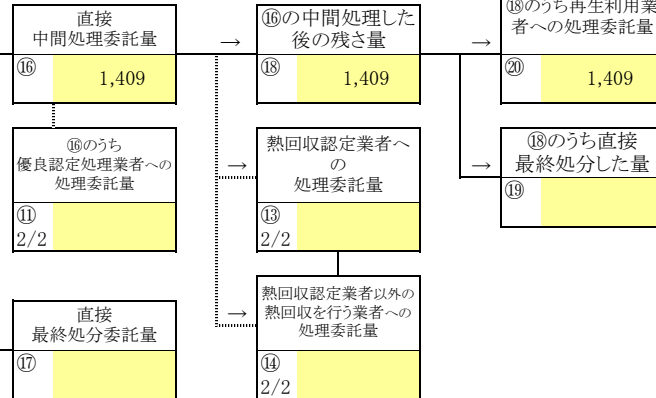 直接
中間処理委託量
⑯
1,409
→
⑯の中間処理した
後の残さ量
⑱
1,409
→
⑱のうち再生利用業
者への処理委託量
⑳
1,409
⑯のうち
優良認定処理業者への
処理委託量
⑪
2/2
→
熱回収認定業者へ
の
処理委託量
⑬
2/2
→
⑱のうち直接
最終処分した量
⑲
直接
最終処分委託量
⑰
→
熱回収認定業者以外の
熱回収を行う業者への
処理委託量
⑭
2/2